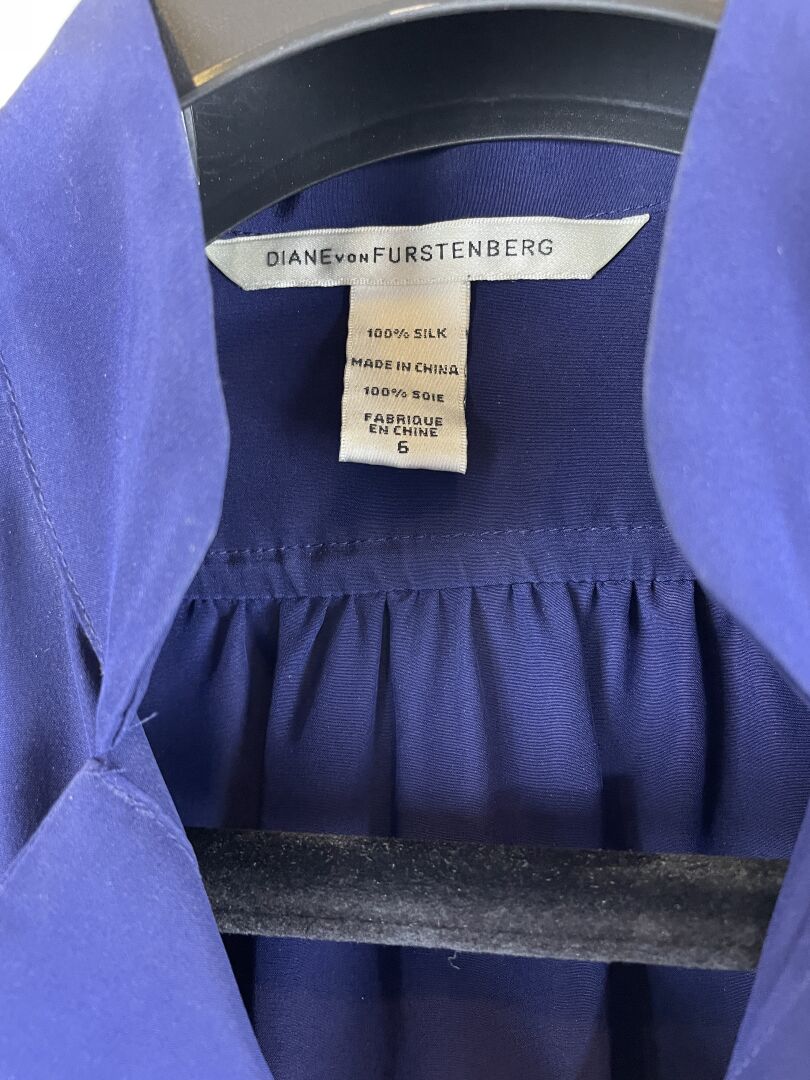 DIANE VON FURSTENBERG
100% SILK
MADE IN CHINA
100% SOIE
FABRIQUE
EN CHINE
6